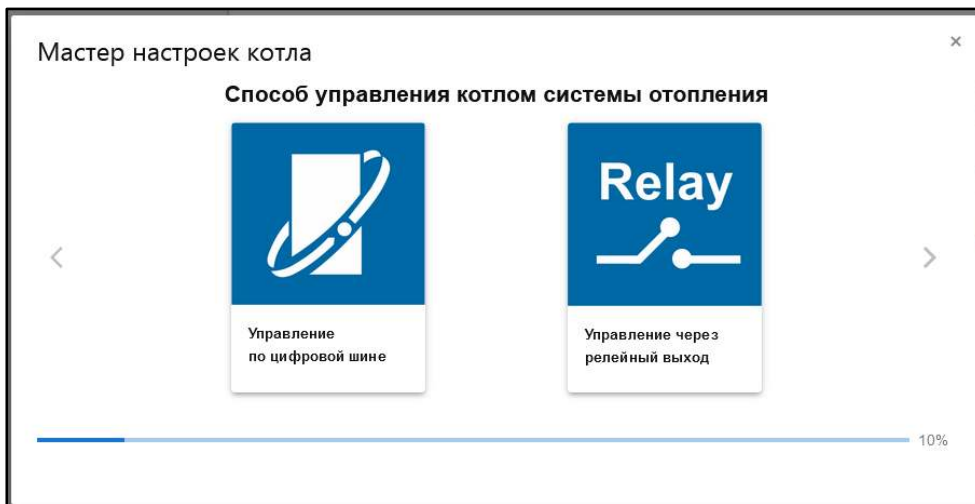 Мастер настроек котла
×
Способ управления котлом системы отопления
Relay
Управление
по цифровой шине
Управление через
релейный выход
10%